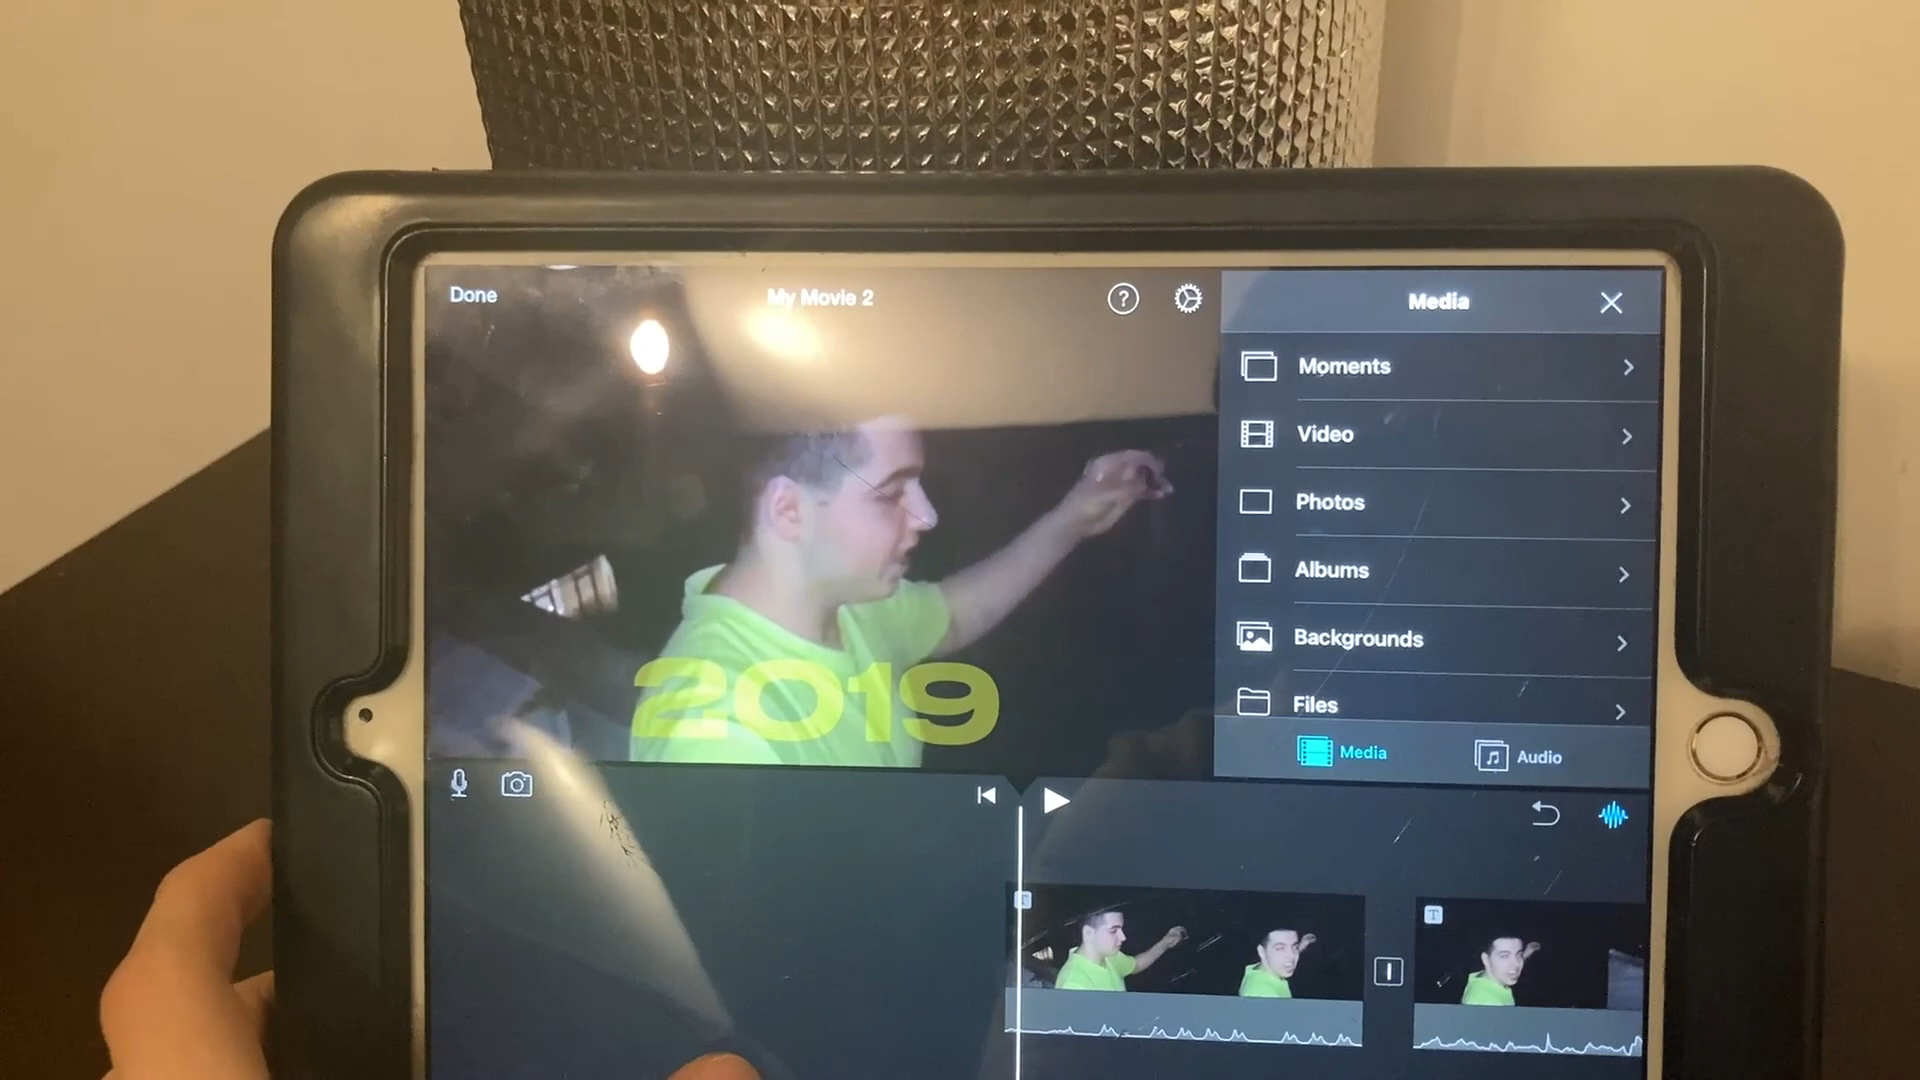 Done
My Movie 2
?
Media
Moments
Video
Photos
Albums
Backgrounds
Files
Media
Audio
2019
T
T